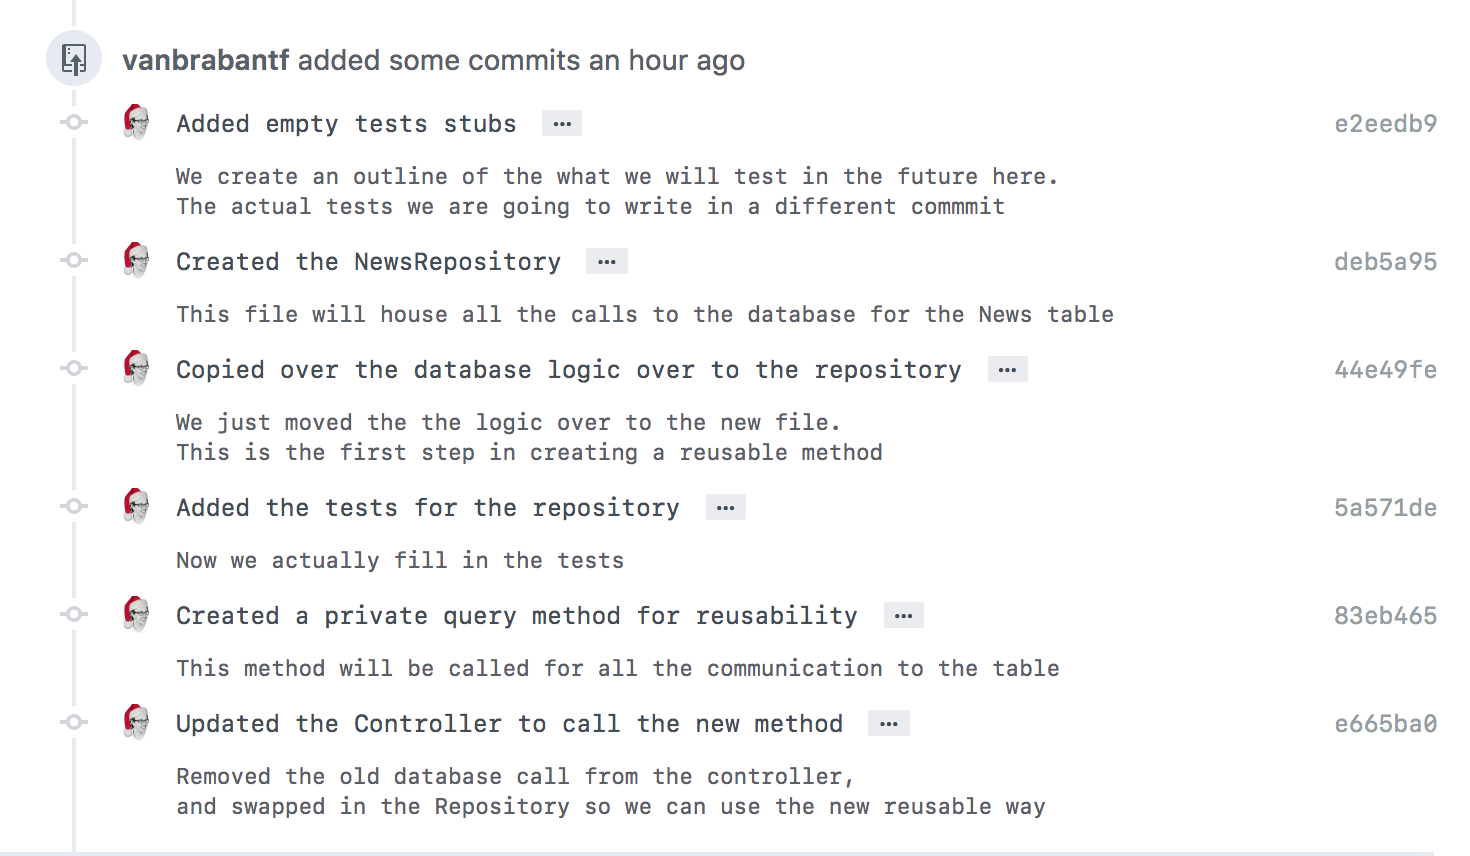 vanbrabantf added some commits an hour ago
Added empty tests stubs ... e2eedb9
We create an outline of the what we will test in the future here.
The actual tests we are going to write in a different commmit
Created the NewsRepository ... deb5a95
This file will house all the calls to the database for the News table
Copied over the database logic over to the repository ... 44e49fe
We just moved the the logic over to the new file.
This is the first step in creating a reusable method
Added the tests for the repository ... 5a571de
Now we actually fill in the tests
Created a private query method for reusability ... 83eb465
This method will be called for all the communication to the table
Updated the Controller to call the new method ... e665ba0
Removed the old database call from the controller,
and swapped in the Repository so we can use the new reusable way